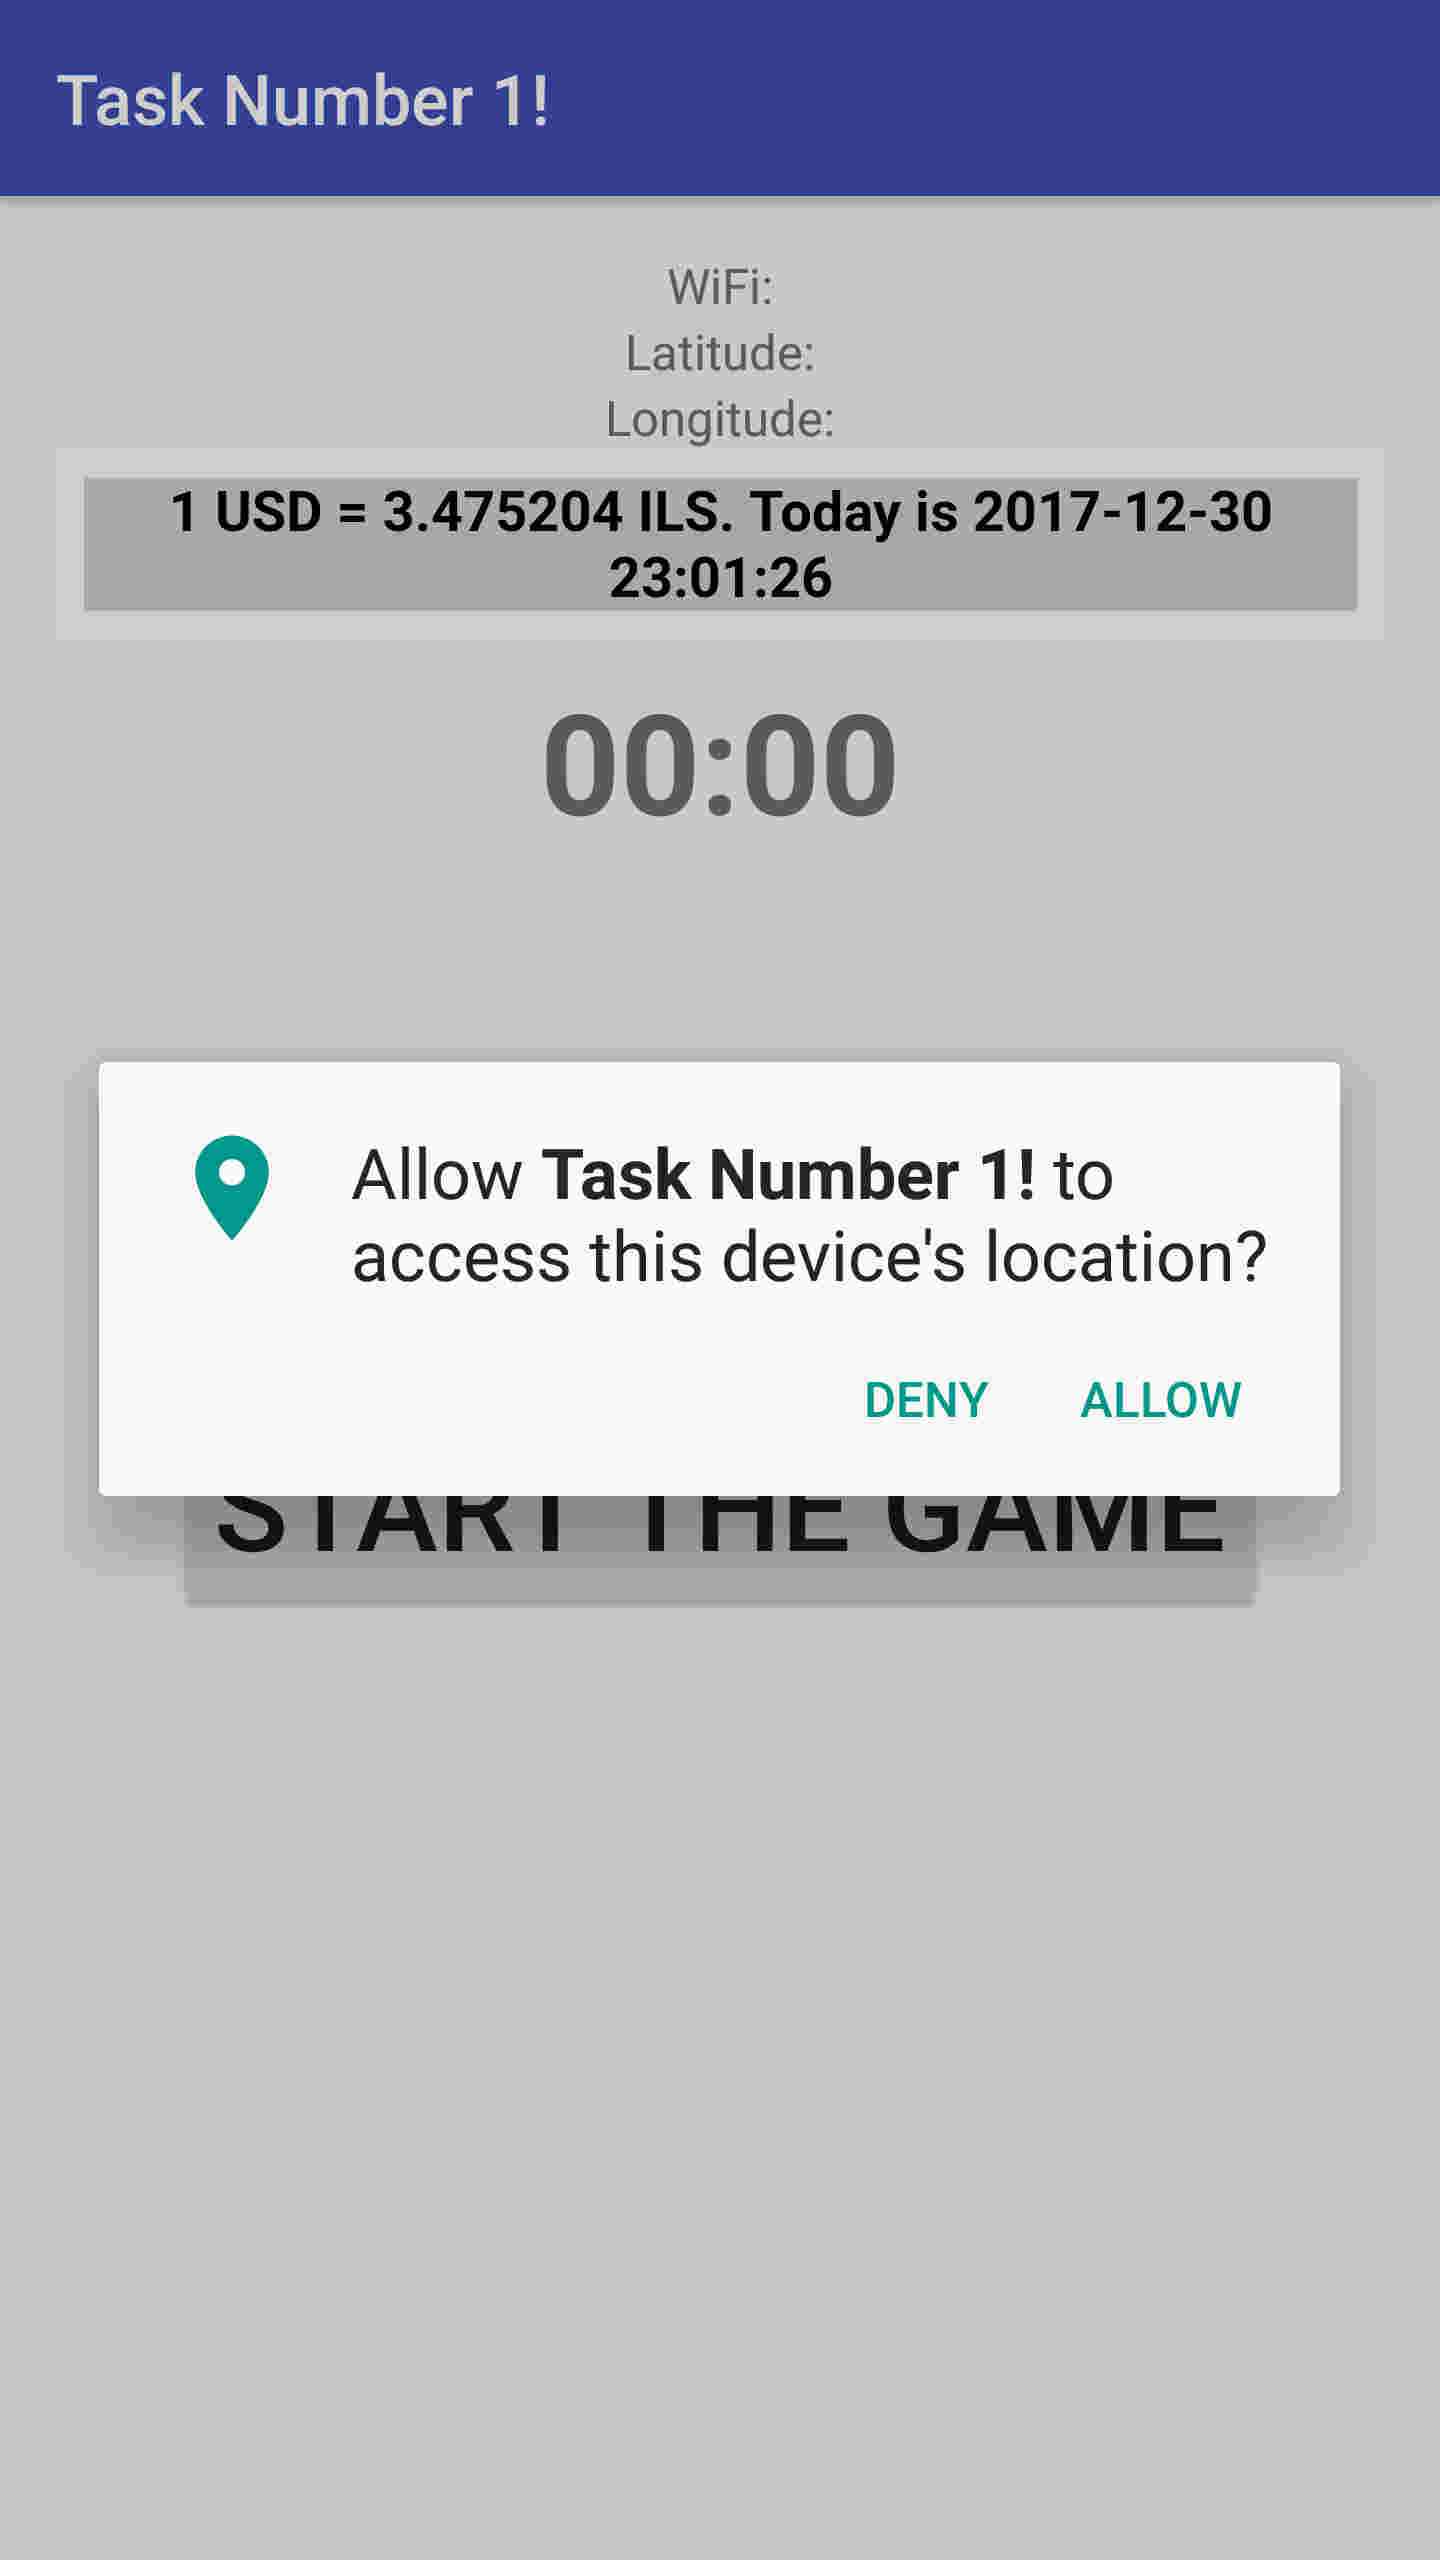 Task Number 1!
WiFi:
Latitude:
Longitude:
1 USD = 3.475204 ILS. Today is 2017-12-30
23:01:26
00:00
Allow Task Number 1! to
access this device's location?
DENY ALLOW
START THE GAME